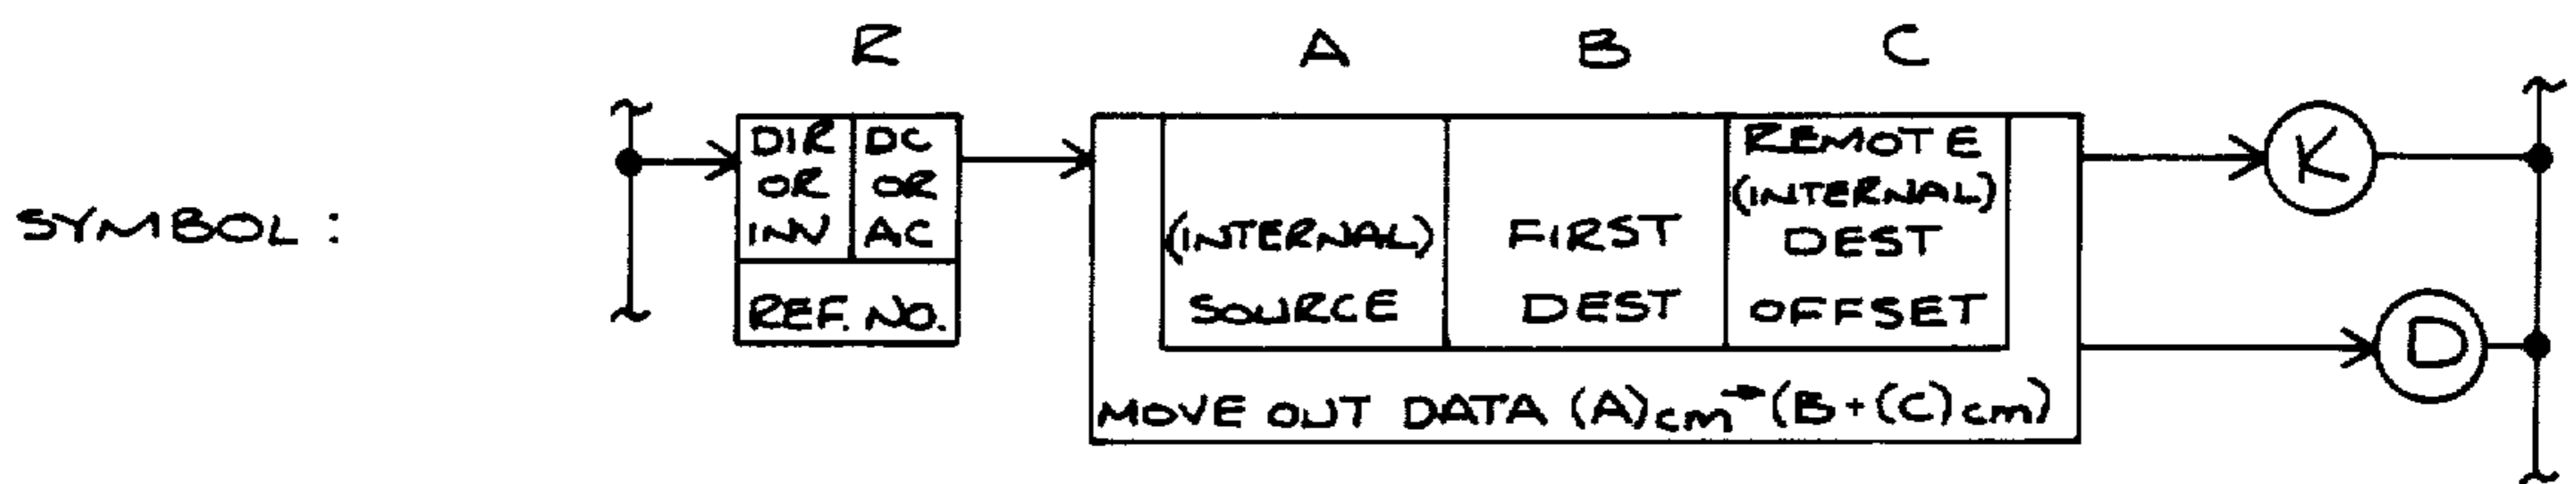 R A B C
SYMBOL :
DIR OR INV
DC OR AC
REF. NO.
(INTERNAL) SOURCE
FIRST DEST
REMOTE (INTERNAL) DEST OFFSET
MOVE OUT DATA (A)cm→(B+(C)cm)
K
D